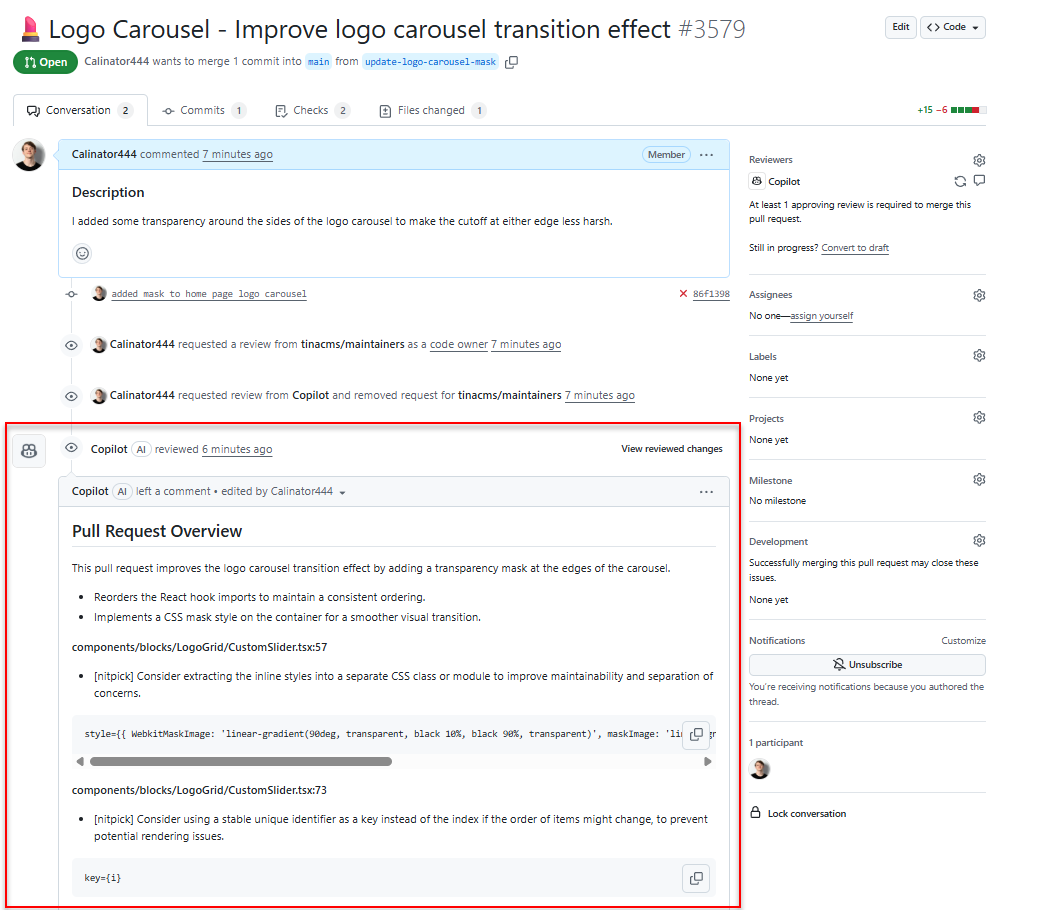 💄 Logo Carousel - Improve logo carousel transition effect #3579
Edit
<> Code
Open
Calinator444 wants to merge 1 commit into main from update-logo-carousel-mask
Conversation 2
Commits 1
Checks 2
Files changed 1
+15 −6
Calinator444 commented 7 minutes ago
Member
Description
I added some transparency around the sides of the logo carousel to make the cutoff at either edge less harsh.
added mask to home page logo carousel
86f1398
Calinator444 requested a review from tinacms/maintainers as a code owner 7 minutes ago
Calinator444 requested review from Copilot and removed request for tinacms/maintainers 7 minutes ago
Copilot AI reviewed 6 minutes ago
View reviewed changes
Copilot AI left a comment • edited by Calinator444
Pull Request Overview
This pull request improves the logo carousel transition effect by adding a transparency mask at the edges of the carousel.
• Reorders the React hook imports to maintain a consistent ordering.
• Implements a CSS mask style on the container for a smoother visual transition.
components/blocks/LogoGrid/CustomSlider.tsx:57
• [nitpick] Consider extracting the inline styles into a separate CSS class or module to improve maintainability and separation of
concerns.
style={{ WebkitMaskImage: 'linear-gradient(90deg, transparent, black 10%, black 90%, transparent)', maskImage: 'li
components/blocks/LogoGrid/CustomSlider.tsx:73
• [nitpick] Consider using a stable unique identifier as a key instead of the index if the order of items might change, to prevent
potential rendering issues.
key={i}
Reviewers
Copilot
At least 1 approving review is required to merge this
pull request.
Still in progress? Convert to draft
Assignees
No one—assign yourself
Labels
None yet
Projects
None yet
Milestone
No milestone
Development
Successfully merging this pull request may close these
issues.
None yet
Notifications
Customize
Unsubscribe
You're receiving notifications because you authored the
thread.
1 participant
Lock conversation